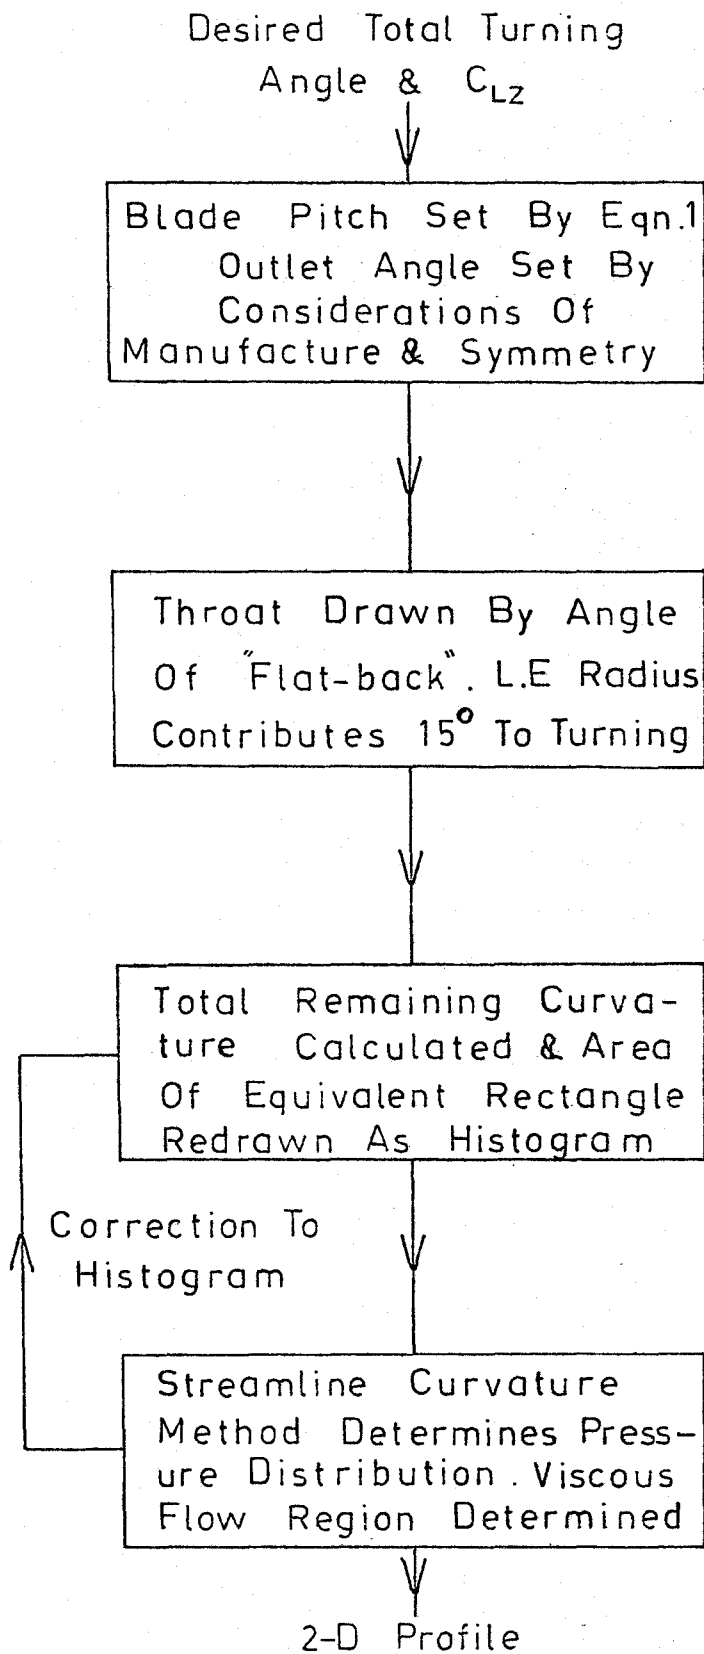 Desired Total Turning
Angle & C_LZ
Blade Pitch Set By Eqn.1
Outlet Angle Set By
Considerations Of
Manufacture & Symmetry
Throat Drawn By Angle
Of "Flat-back". L.E Radius
Contributes 15° To Turning
Total Remaining Curva-
ture Calculated & Area
Of Equivalent Rectangle
Redrawn As Histogram
Correction To
Histogram
Streamline Curvature
Method Determines Press-
ure Distribution. Viscous
Flow Region Determined
2-D Profile